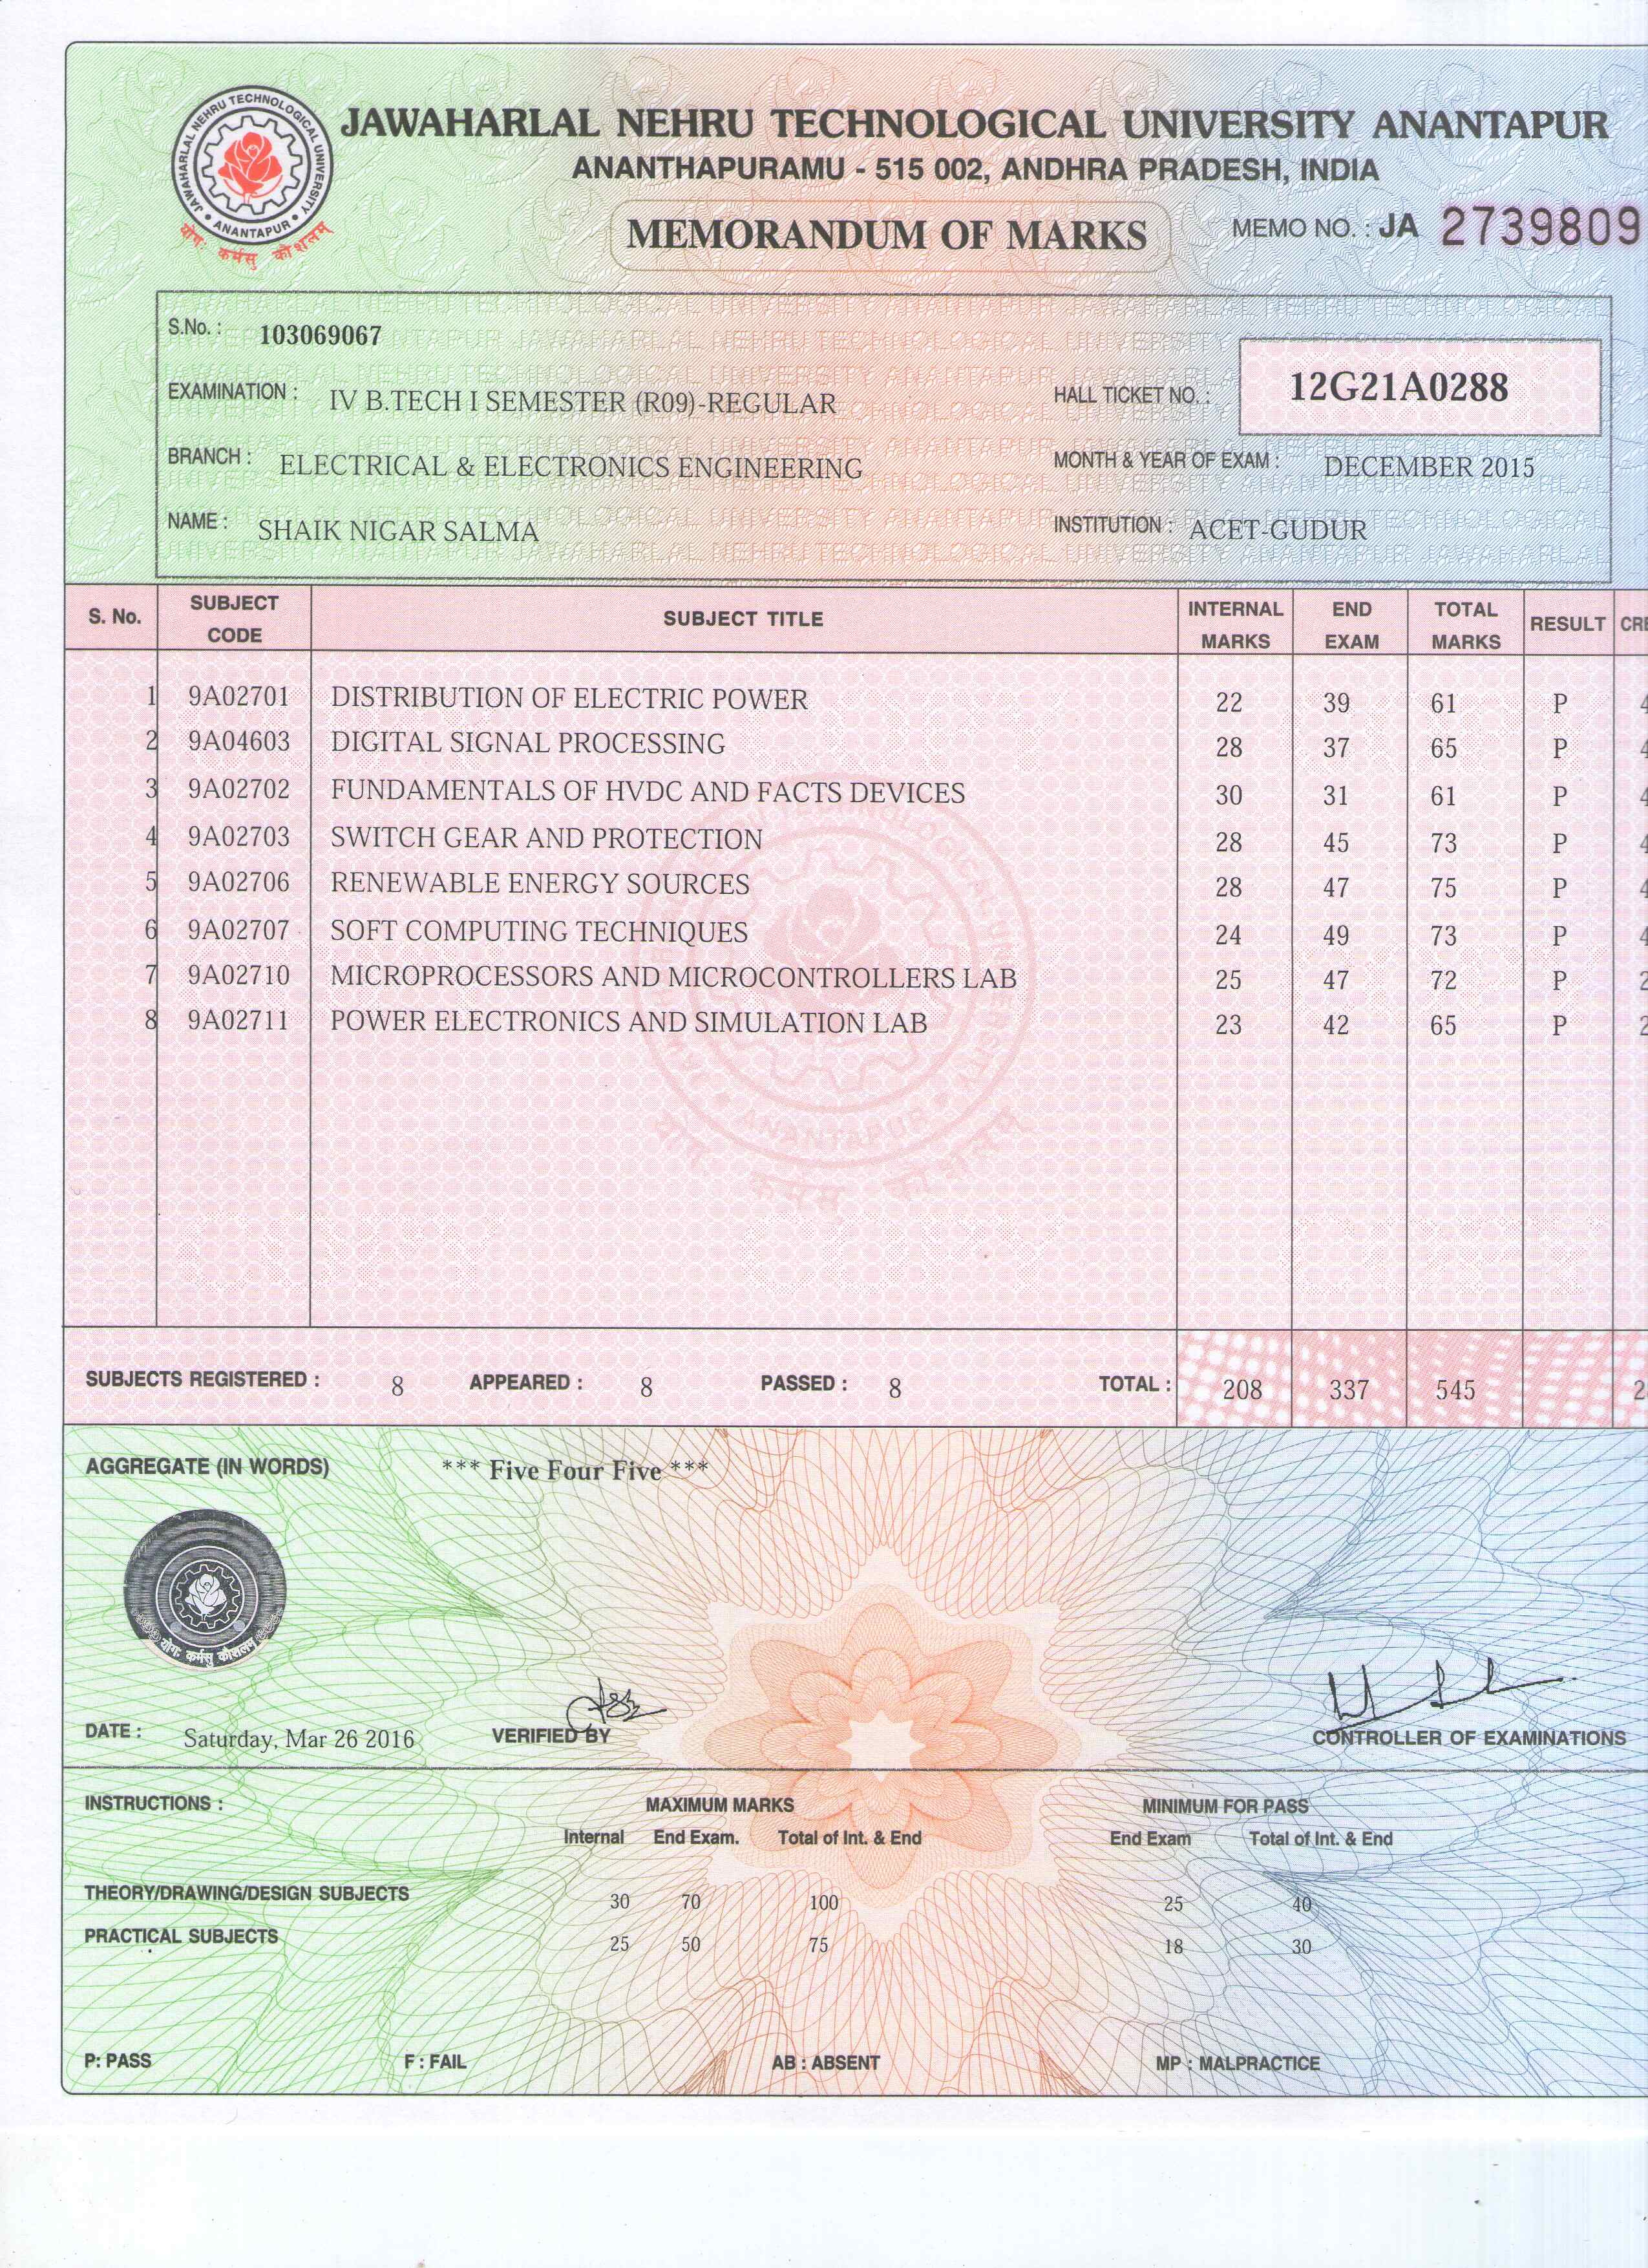 JAWAHARLAL NEHRU TECHNOLOGICAL UNIVERSITY ANANTAPUR
JAWAHARLAL NEHRU TECHNOLOGICAL UNIVERSITY • ANANTAPUR •
योगः कर्मसु कौशलम्
ANANTHAPURAMU - 515 002, ANDHRA PRADESH, INDIA
MEMORANDUM OF MARKS MEMO NO. : JA 2739809
S.No. : 103069067
EXAMINATION : IV B.TECH I SEMESTER (R09)-REGULAR HALL TICKET NO. : 12G21A0288
BRANCH : ELECTRICAL & ELECTRONICS ENGINEERING MONTH & YEAR OF EXAM : DECEMBER 2015
NAME : SHAIK NIGAR SALMA INSTITUTION : ACET-GUDUR
S. No. SUBJECT CODE SUBJECT TITLE INTERNAL MARKS END EXAM TOTAL MARKS RESULT CRE
1 9A02701 DISTRIBUTION OF ELECTRIC POWER 22 39 61 P 4
2 9A04603 DIGITAL SIGNAL PROCESSING 28 37 65 P 4
3 9A02702 FUNDAMENTALS OF HVDC AND FACTS DEVICES 30 31 61 P 4
4 9A02703 SWITCH GEAR AND PROTECTION 28 45 73 P 4
5 9A02706 RENEWABLE ENERGY SOURCES 28 47 75 P 4
6 9A02707 SOFT COMPUTING TECHNIQUES 24 49 73 P 4
7 9A02710 MICROPROCESSORS AND MICROCONTROLLERS LAB 25 47 72 P 2
8 9A02711 POWER ELECTRONICS AND SIMULATION LAB 23 42 65 P 2
SUBJECTS REGISTERED : 8 APPEARED : 8 PASSED : 8 TOTAL : 208 337 545 2
AGGREGATE (IN WORDS) *** Five Four Five ***
योगः कर्मसु कौशलम्
DATE : Saturday, Mar 26 2016 VERIFIED BY CONTROLLER OF EXAMINATIONS
INSTRUCTIONS : MAXIMUM MARKS MINIMUM FOR PASS
Internal End Exam. Total of Int. & End End Exam Total of Int. & End
THEORY/DRAWING/DESIGN SUBJECTS 30 70 100 25 40
PRACTICAL SUBJECTS 25 50 75 18 30
P: PASS F : FAIL AB : ABSENT MP : MALPRACTICE